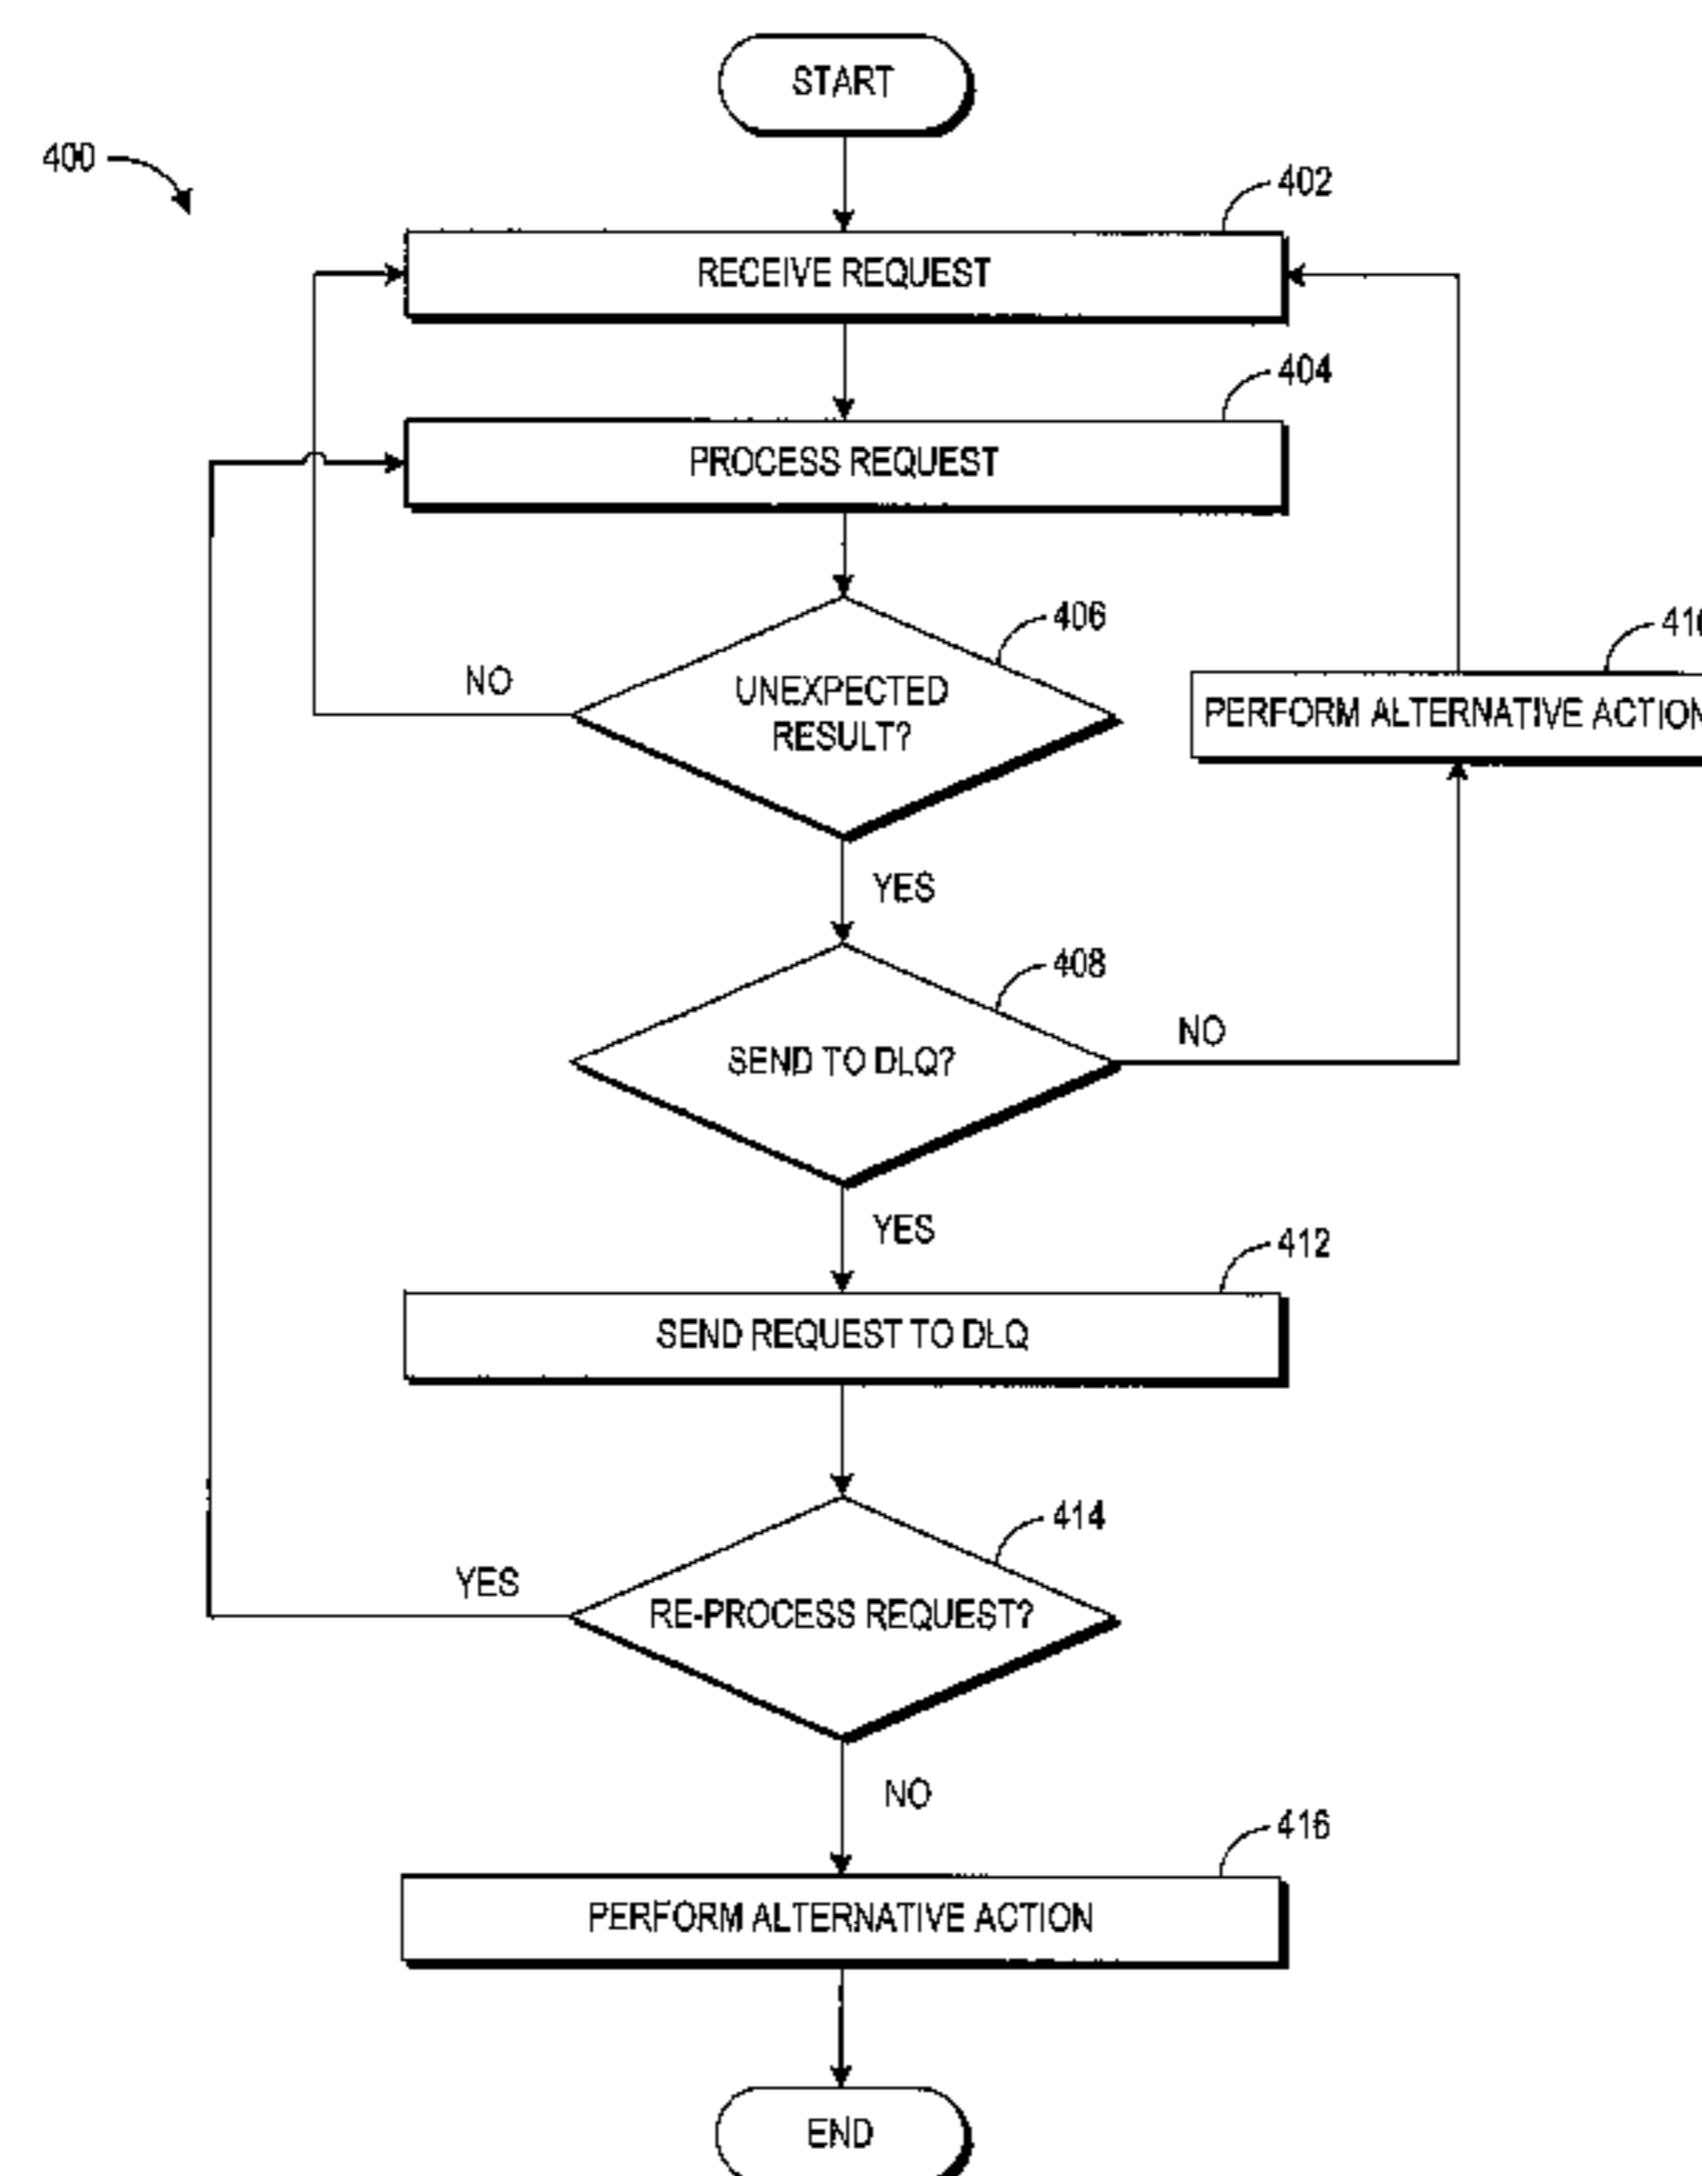 START
400
402
RECEIVE REQUEST
404
PROCESS REQUEST
406
NO
UNEXPECTED
RESULT?
PERFORM ALTERNATIVE ACTION
YES
408
SEND TO DLQ?
NO
YES
412
SEND REQUEST TO DLQ
414
YES
RE-PROCESS REQUEST?
NO
416
PERFORM ALTERNATIVE ACTION
END